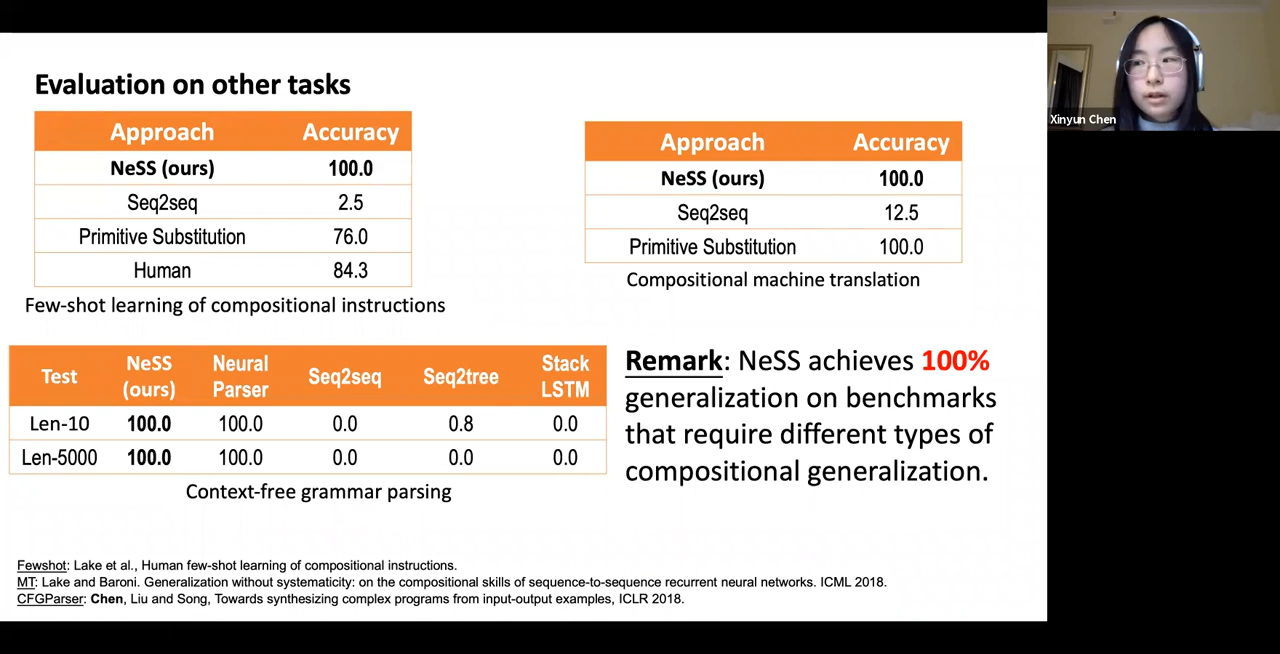 Evaluation on other tasks
Approach Accuracy
NeSS (ours) 100.0
Seq2seq 2.5
Primitive Substitution 76.0
Human 84.3
Few-shot learning of compositional instructions
Approach Accuracy
NeSS (ours) 100.0
Seq2seq 12.5
Primitive Substitution 100.0
Compositional machine translation
Test NeSS (ours) Neural Parser Seq2seq Seq2tree Stack LSTM
Len-10 100.0 100.0 0.0 0.8 0.0
Len-5000 100.0 100.0 0.0 0.0 0.0
Context-free grammar parsing
Remark: NeSS achieves 100%
generalization on benchmarks
that require different types of
compositional generalization.
Fewshot: Lake et al., Human few-shot learning of compositional instructions.
MT: Lake and Baroni. Generalization without systematicity: on the compositional skills of sequence-to-sequence recurrent neural networks. ICML 2018.
CFGParser: Chen, Liu and Song, Towards synthesizing complex programs from input-output examples, ICLR 2018.
Xinyun Chen